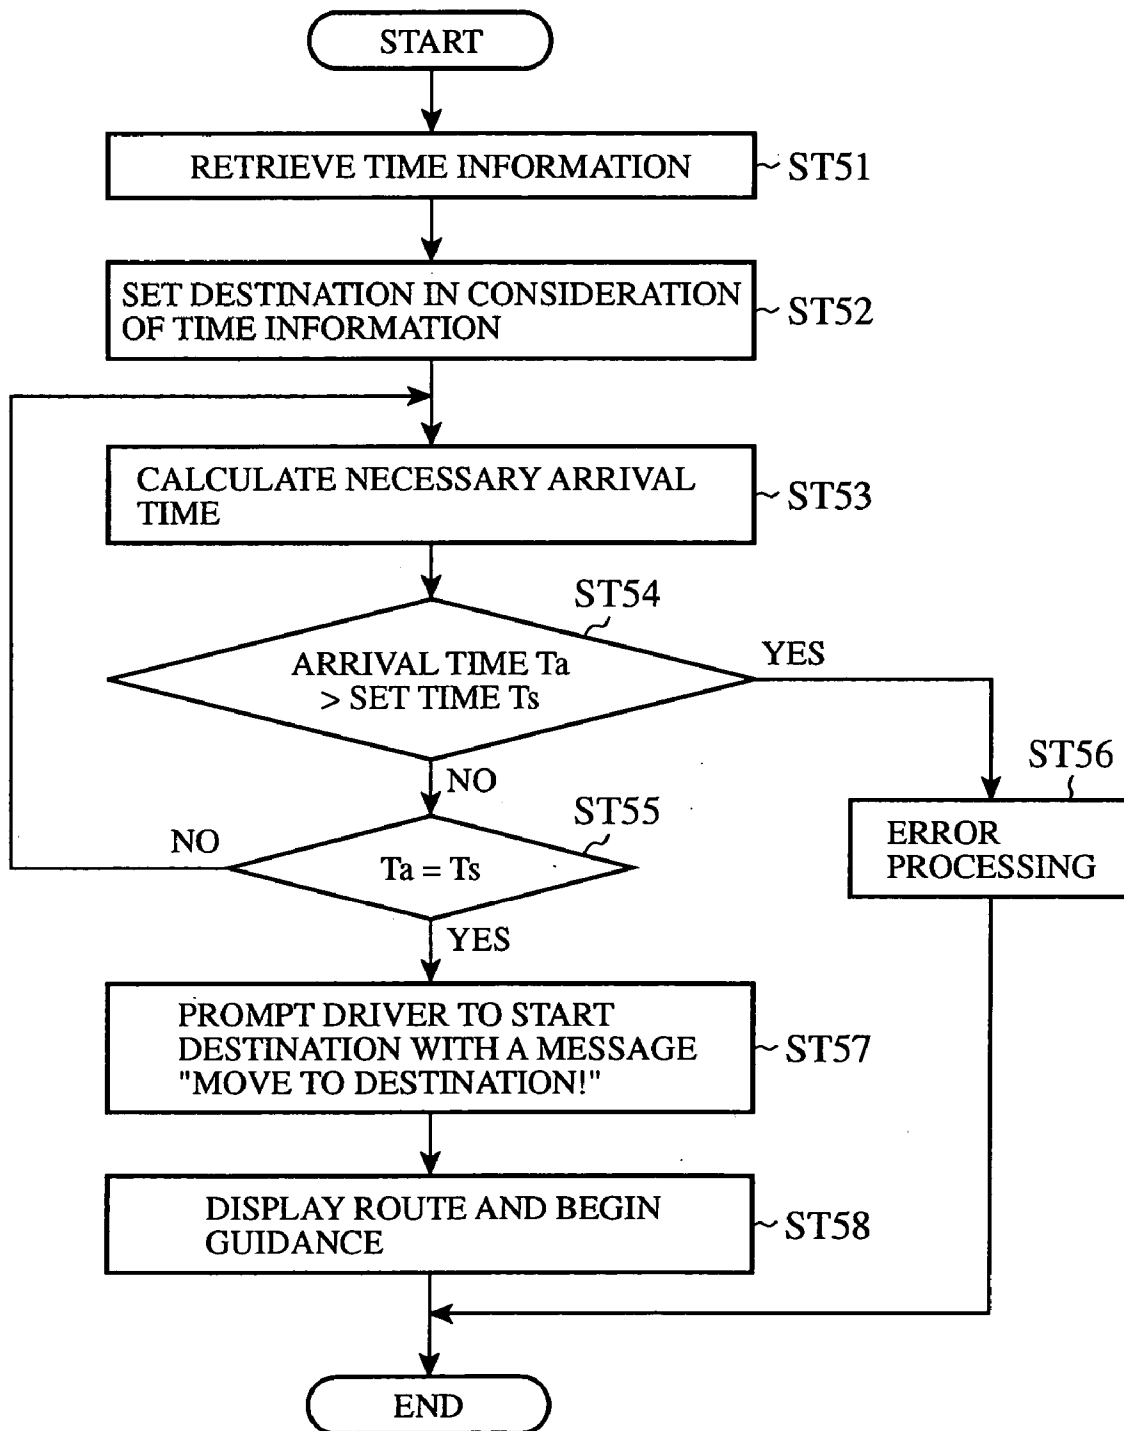 START
RETRIEVE TIME INFORMATION
ST51
SET DESTINATION IN CONSIDERATION
OF TIME INFORMATION
ST52
CALCULATE NECESSARY ARRIVAL
TIME
ST53
ST54
ARRIVAL TIME Ta
> SET TIME Ts
YES
NO
ST56
ERROR
PROCESSING
ST55
NO
Ta = Ts
YES
PROMPT DRIVER TO START
DESTINATION WITH A MESSAGE
"MOVE TO DESTINATION!"
ST57
DISPLAY ROUTE AND BEGIN
GUIDANCE
ST58
END